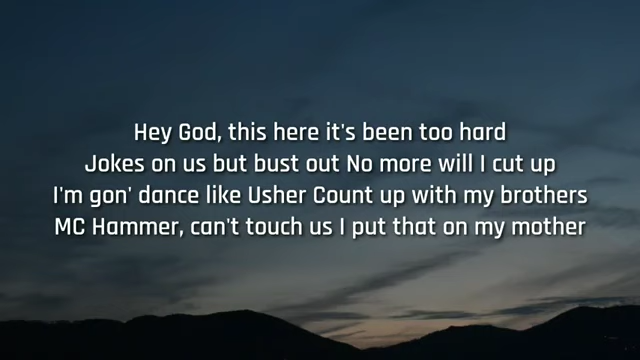 Hey God, this here it's been too hard
Jokes on us but bust out No more will I cut up
I'm gon' dance like Usher Count up with my brothers
MC Hammer, can't touch us I put that on my mother